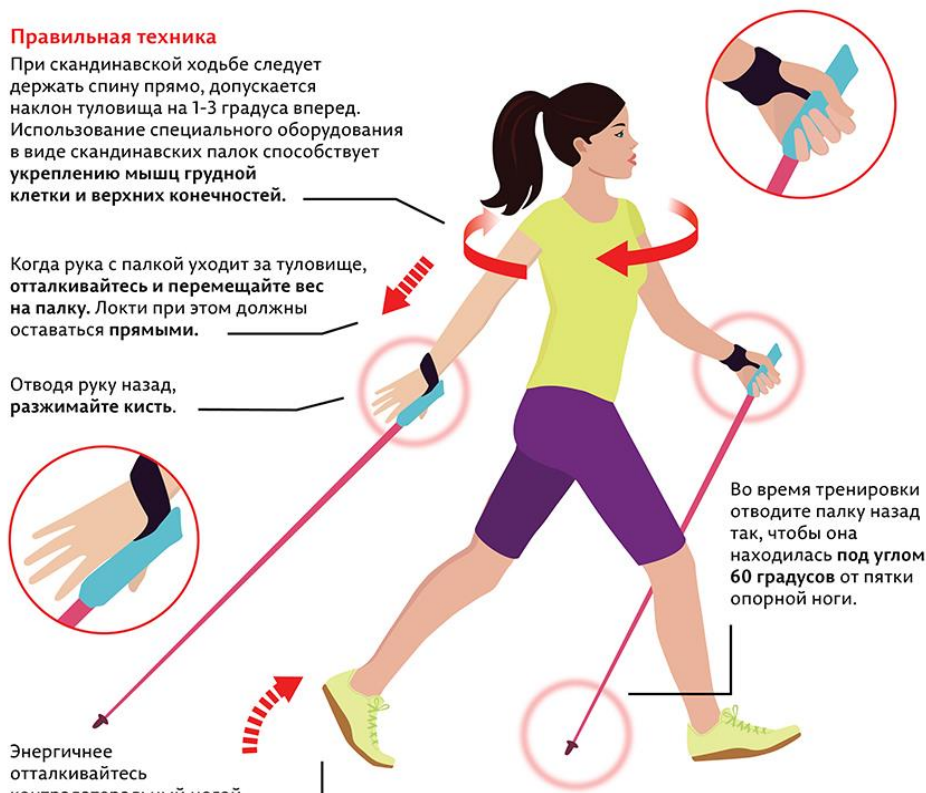 Правильная техника
При скандинавской ходьбе следует
держать спину прямо, допускается
наклон туловища на 1-3 градуса вперед.
Использование специального оборудования
в виде скандинавских палок способствует
укреплению мышц грудной
клетки и верхних конечностей.
Когда рука с палкой уходит за туловище,
отталкивайтесь и перемещайте вес
на палку. Локти при этом должны
оставаться прямыми.
Отводя руку назад,
разжимайте кисть.
Во время тренировки
отводите палку назад
так, чтобы она
находилась под углом
60 градусов от пятки
опорной ноги.
Энергичнее
отталкивайтесь